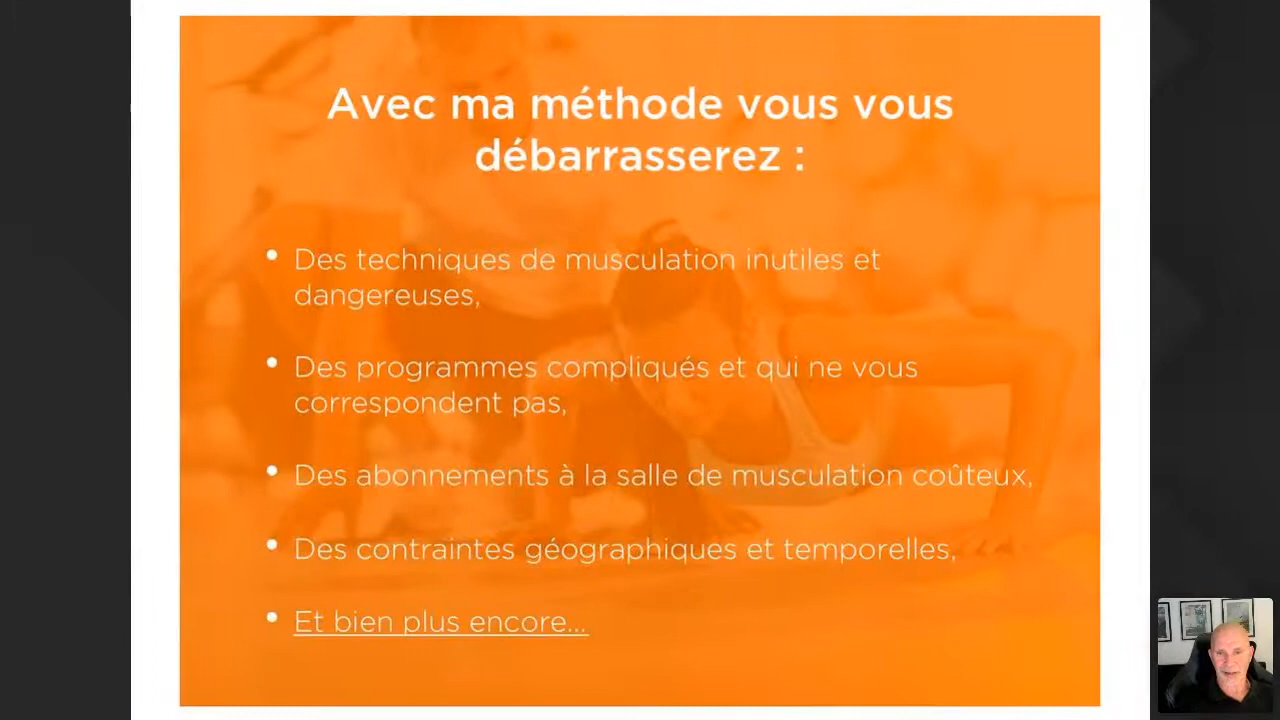 Avec ma méthode vous vous
débarrasserez :
• Des techniques de musculation inutiles et
dangereuses,
• Des programmes compliqués et qui ne vous
correspondent pas,
• Des abonnements à la salle de musculation coûteux,
• Des contraintes géographiques et temporelles,
• Et bien plus encore...